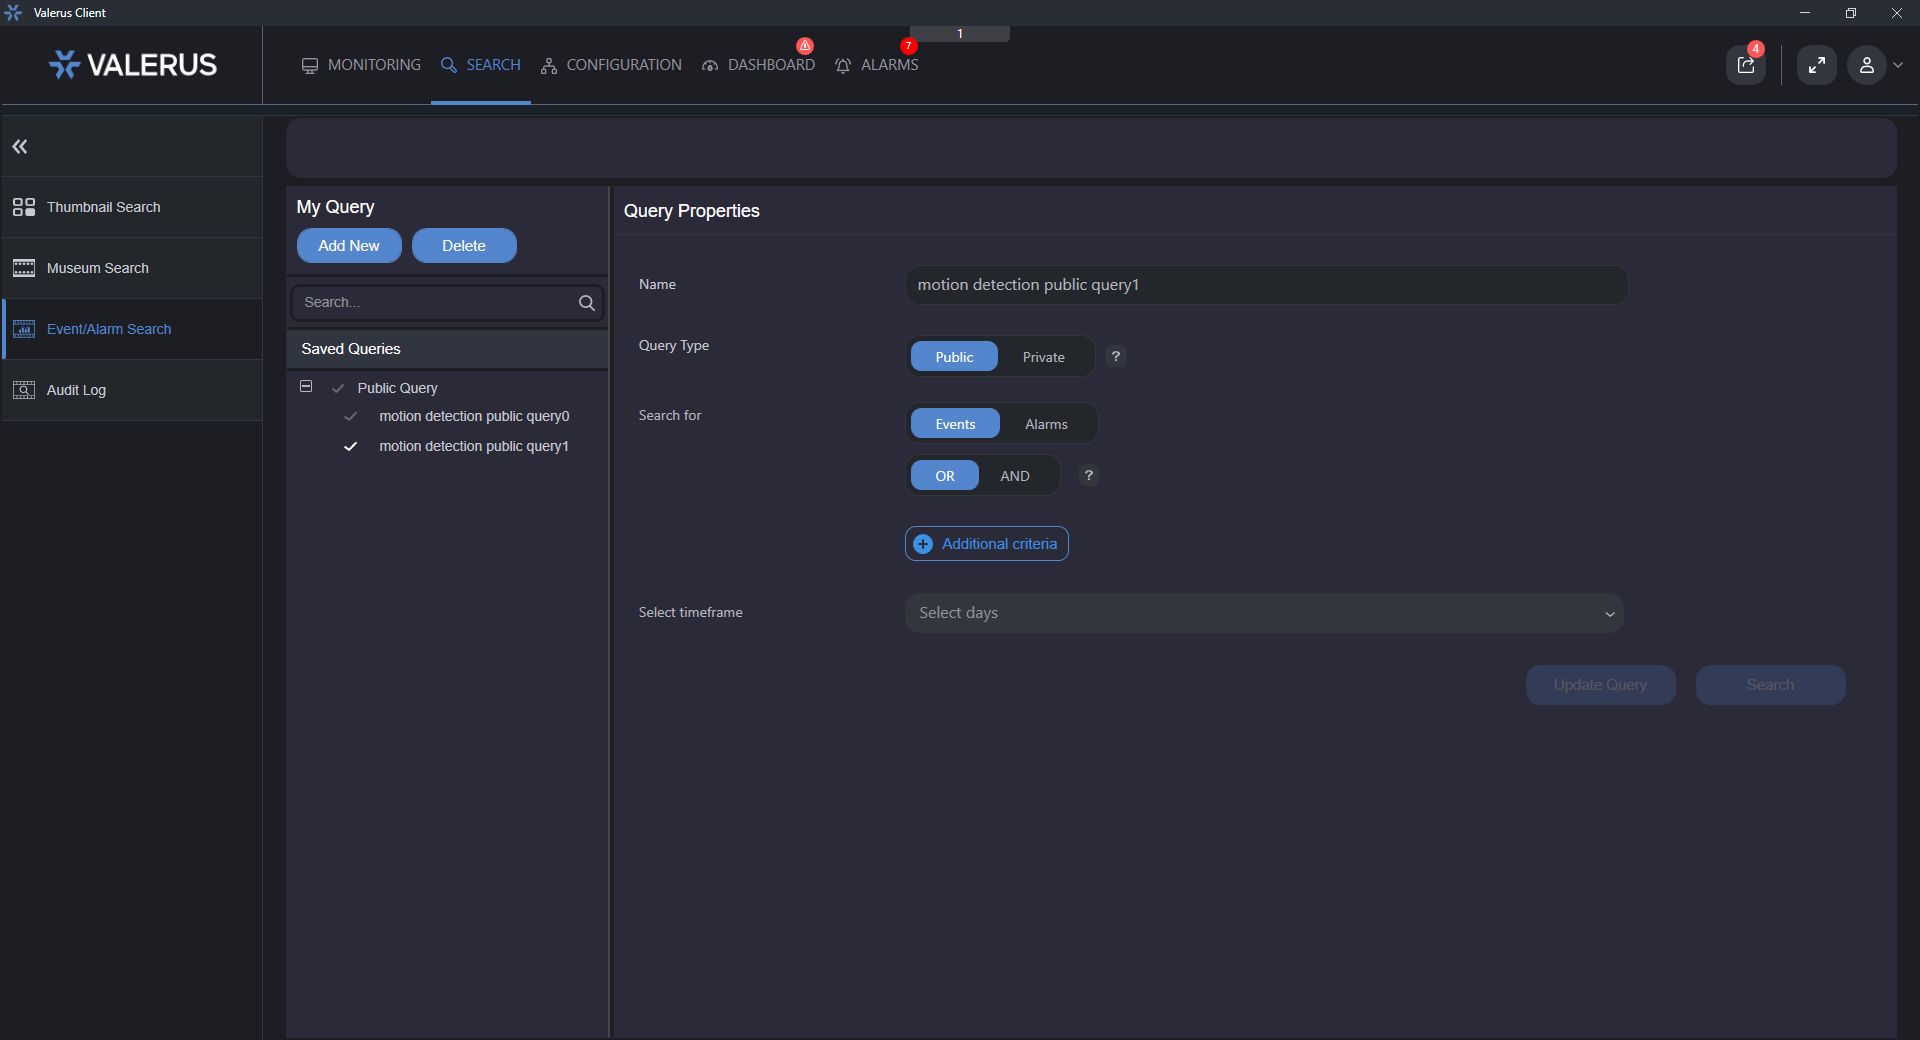 Valerus Client
1
VALERUS
MONITORING
SEARCH
CONFIGURATION
DASHBOARD
7
ALARMS
4
Thumbnail Search
Museum Search
Event/Alarm Search
Audit Log
My Query
Add New
Delete
Search...
Saved Queries
Public Query
motion detection public query0
motion detection public query1
Query Properties
Name
motion detection public query1
Query Type
Public
Private
?
Search for
Events
Alarms
OR
AND
?
Additional criteria
Select timeframe
Select days
Update Query
Search